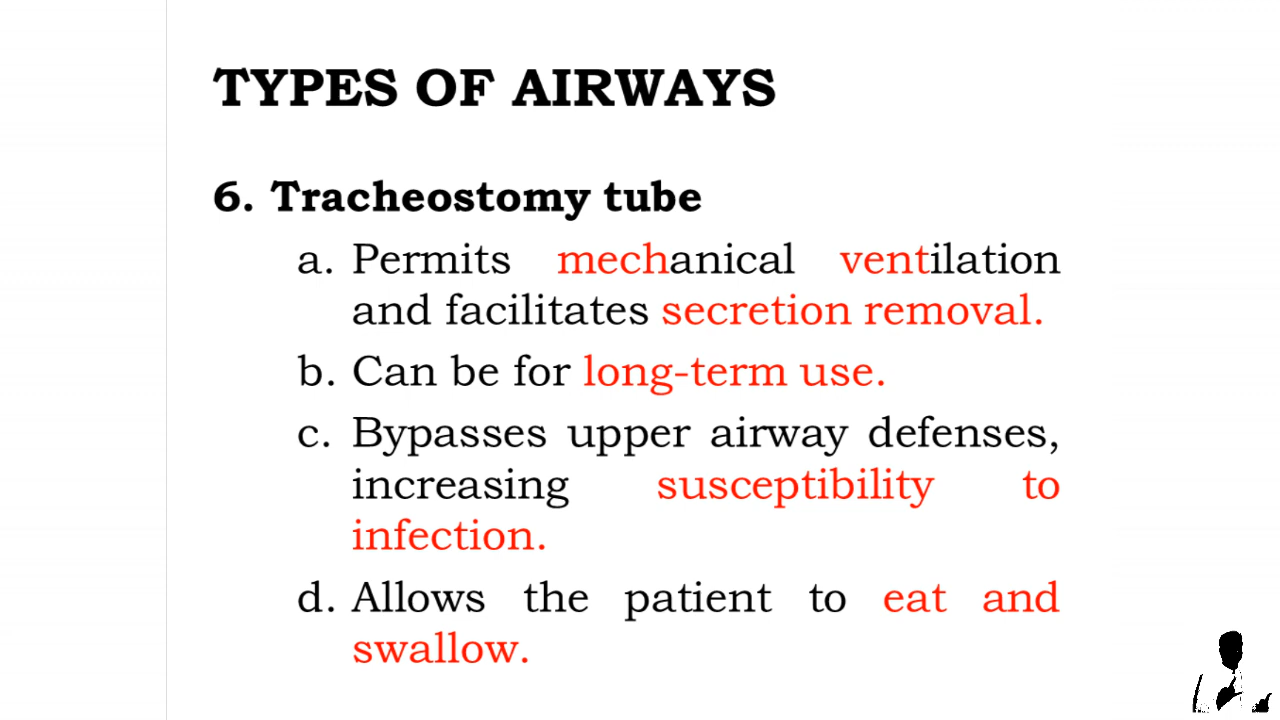 TYPES OF AIRWAYS
6. Tracheostomy tube
a. Permits mechanical ventilation
and facilitates secretion removal.
b. Can be for long-term use.
c. Bypasses upper airway defenses,
increasing susceptibility to
infection.
d. Allows the patient to eat and
swallow.